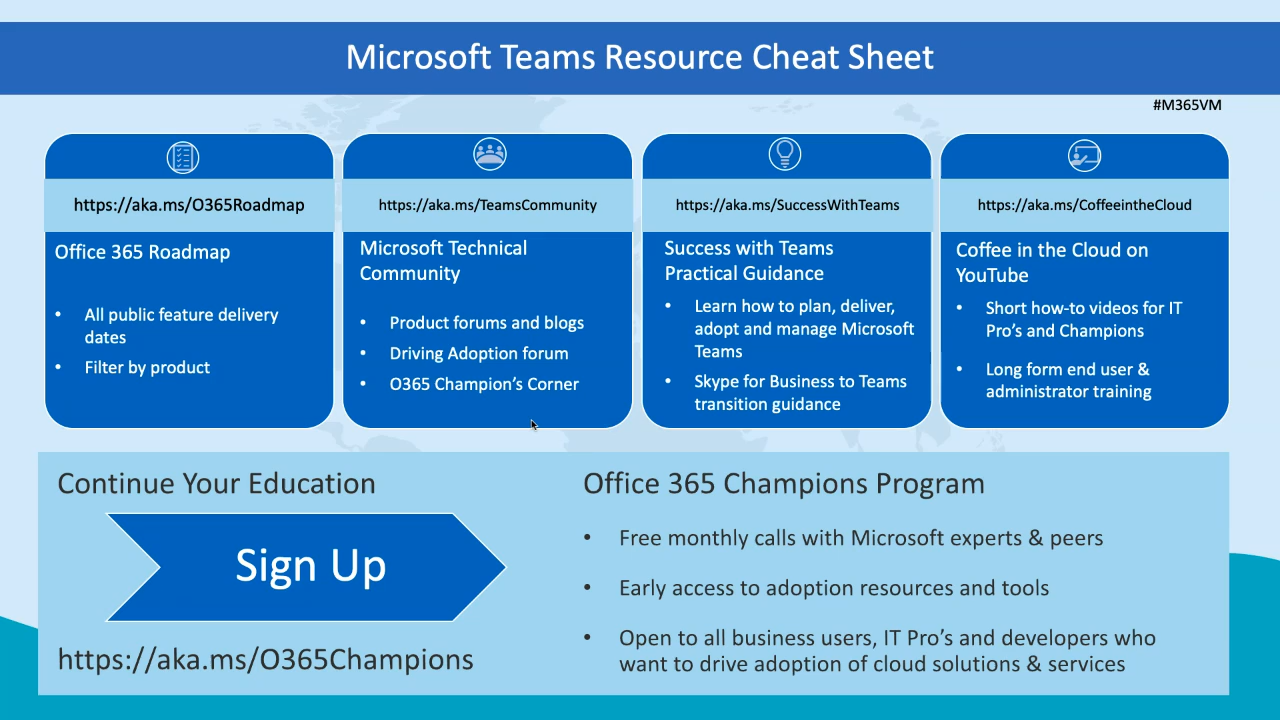 Microsoft Teams Resource Cheat Sheet
#M365VM
https://aka.ms/O365Roadmap
Office 365 Roadmap
• All public feature delivery
dates
• Filter by product
https://aka.ms/TeamsCommunity
Microsoft Technical
Community
• Product forums and blogs
• Driving Adoption forum
• O365 Champion's Corner
https://aka.ms/SuccessWithTeams
Success with Teams
Practical Guidance
• Learn how to plan, deliver,
adopt and manage Microsoft
Teams
• Skype for Business to Teams
transition guidance
https://aka.ms/CoffeeintheCloud
Coffee in the Cloud on
YouTube
• Short how-to videos for IT
Pro's and Champions
• Long form end user &
administrator training
Continue Your Education
Sign Up
https://aka.ms/O365Champions
Office 365 Champions Program
• Free monthly calls with Microsoft experts & peers
• Early access to adoption resources and tools
• Open to all business users, IT Pro's and developers who
want to drive adoption of cloud solutions & services